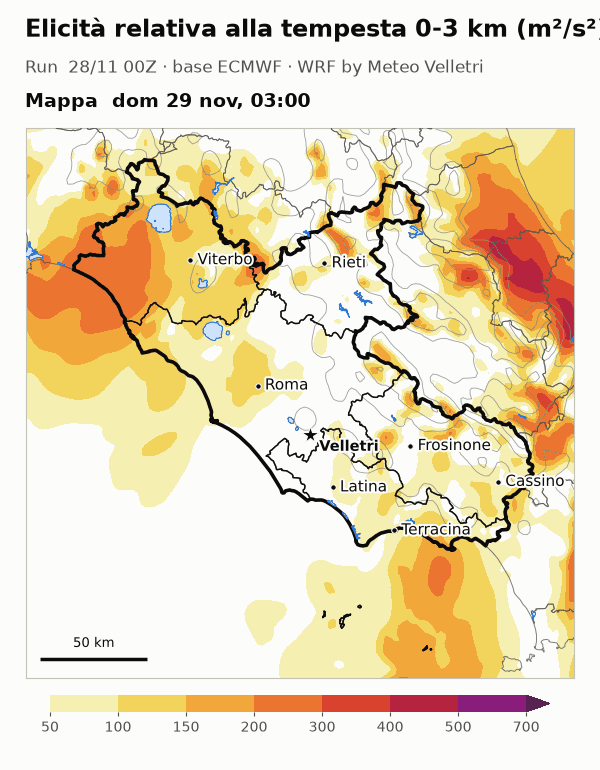 Elicità relativa alla tempesta 0-3 km (m²/s²)
Run  28/11 00Z · base ECMWF · WRF by Meteo Velletri
Mappa  dom 29 nov, 03:00
Viterbo
Rieti
Roma
Velletri
Frosinone
Cassino
Latina
Terracina
50 km
50 100 150 200 300 400 500 700